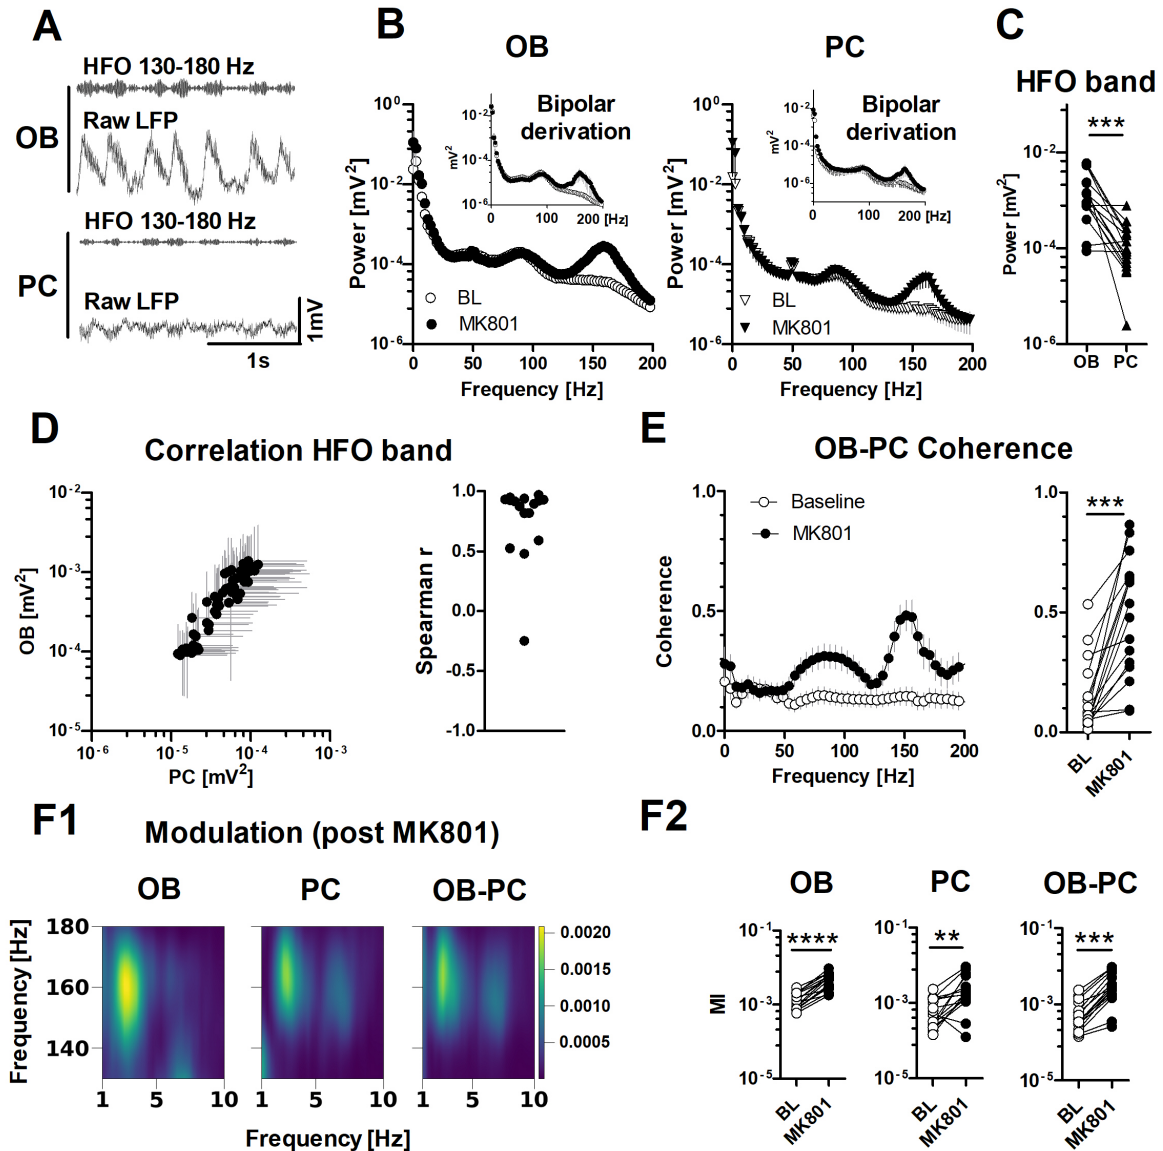 A
HFO 130-180 Hz
OB
Raw LFP
HFO 130-180 Hz
PC
Raw LFP
1mV
1s
B
OB
10⁰
10⁻²
10⁻⁴
10⁻⁶
Power [mV²]
Bipolar
derivation
10⁻²
10⁻⁴
10⁻⁶
mV²
0 100 200 [Hz]
BL
MK801
0 50 100 150 200
Frequency [Hz]
PC
10⁰
10⁻²
10⁻⁴
10⁻⁶
Power [mV²]
Bipolar
derivation
10⁻²
10⁻⁴
10⁻⁶
mV²
0 100 200 [Hz]
BL
MK801
0 50 100 150 200
Frequency [Hz]
C
HFO band
***
10⁻²
10⁻⁴
10⁻⁶
Power [mV²]
OB PC
D
Correlation HFO band
10⁻²
10⁻³
10⁻⁴
10⁻⁵
OB [mV²]
10⁻⁶ 10⁻⁵ 10⁻⁴ 10⁻³
PC [mV²]
1.0
0.5
0.0
-0.5
-1.0
Spearman r
E
OB-PC Coherence
1.0
0.5
0.0
Coherence
Baseline
MK801
0 50 100 150 200
Frequency [Hz]
1.0
0.5
0.0
***
BL
MK801
F1
Modulation (post MK801)
OB
PC
OB-PC
180
160
140
Frequency [Hz]
1 5 10
1 5 10
1 5 10
Frequency [Hz]
0.0020
0.0015
0.0010
0.0005
F2
OB
10⁻¹
10⁻³
10⁻⁵
MI
****
BL
MK801
PC
10⁻¹
10⁻³
10⁻⁵
**
BL
MK801
OB-PC
10⁻¹
10⁻³
10⁻⁵
***
BL
MK801